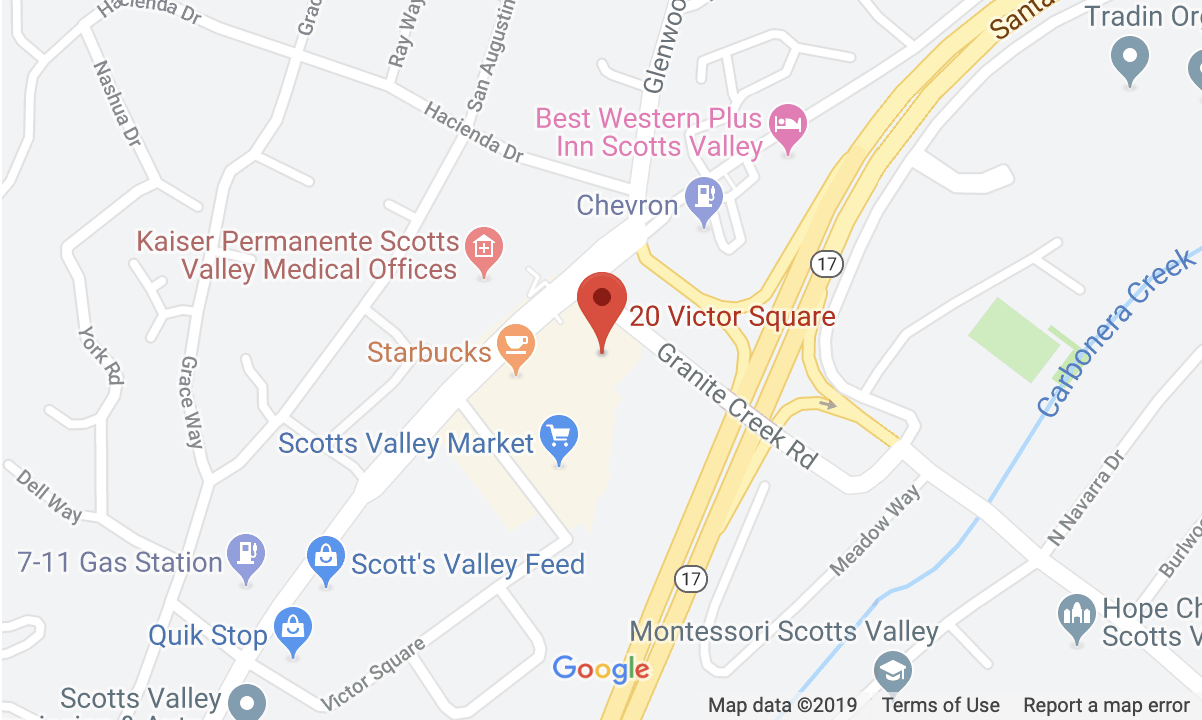 Hacienda Dr
Grac
Ray Way
San Augustin
Glenwoo
Santa
Tradin Or
Nashua Dr
Hacienda Dr
Best Western Plus
Inn Scotts Valley
Chevron
Kaiser Permanente Scotts
Valley Medical Offices
17
Carbonera Creek
20 Victor Square
Starbucks
York Rd
Grace Way
Granite Creek Rd
Scotts Valley Market
Dell Way
N Navarra Dr
Meadow Way
Burlwo
7-11 Gas Station
Scott's Valley Feed
17
Hope Ch
Scotts V
Quik Stop
Montessori Scotts Valley
Victor Square
Google
Scotts Valley
Map data ©2019 Terms of Use Report a map error